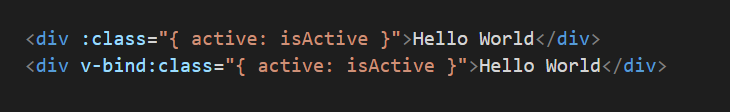 <div :class="{ active: isActive }">Hello World</div>
<div v-bind:class="{ active: isActive }">Hello World</div>